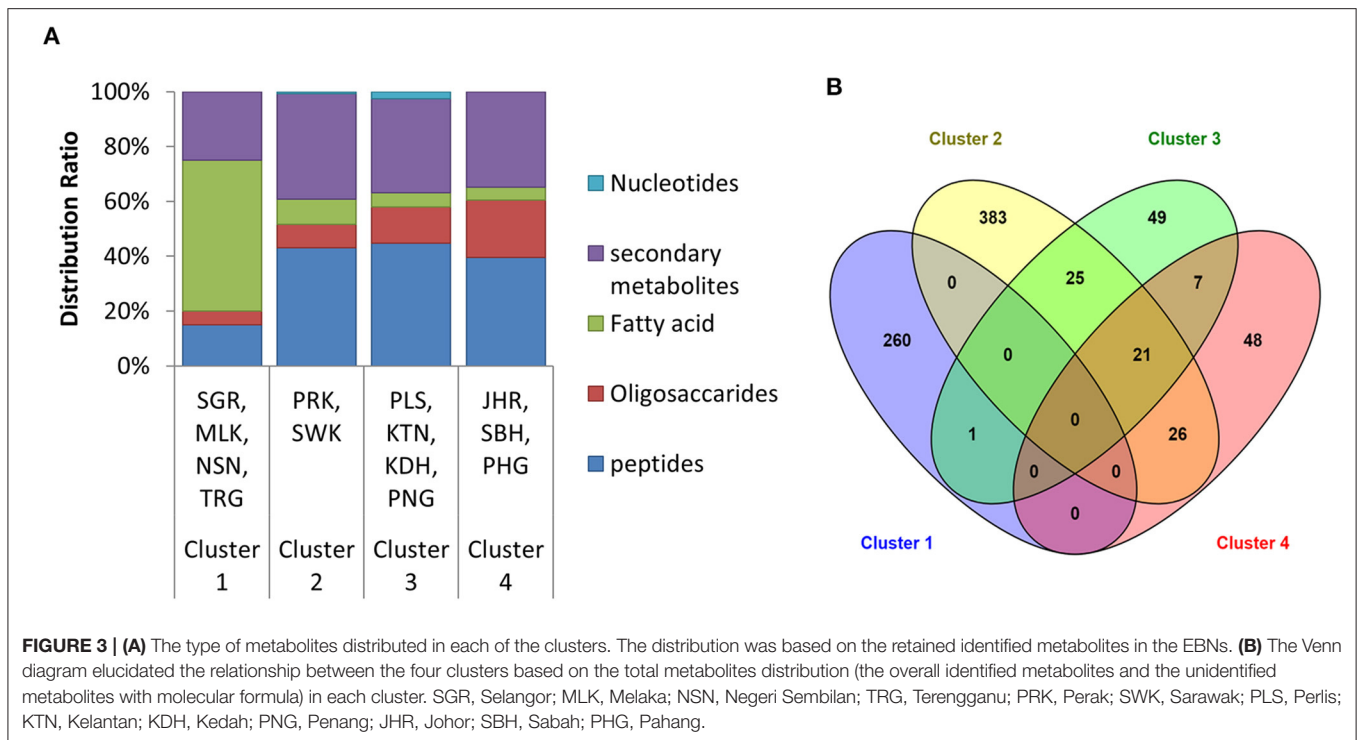 A
100%
80%
60%
40%
20%
0%
Distribution Ratio
SGR,
MLK,
NSN,
TRG
PRK,
SWK
PLS,
KTN,
KDH,
PNG
JHR,
SBH,
PHG
Cluster
1
Cluster
2
Cluster
3
Cluster
4
Nucleotides
secondary
metabolites
Fatty acid
Oligosaccarides
peptides
B
Cluster 2
Cluster 3
383
49
0
25
7
260
0
21
48
1
0
0
0
26
0
Cluster 1
Cluster 4
FIGURE 3 | (A) The type of metabolites distributed in each of the clusters. The distribution was based on the retained identified metabolites in the EBNs. (B) The Venn
diagram elucidated the relationship between the four clusters based on the total metabolites distribution (the overall identified metabolites and the unidentified
metabolites with molecular formula) in each cluster. SGR, Selangor; MLK, Melaka; NSN, Negeri Sembilan; TRG, Terengganu; PRK, Perak; SWK, Sarawak; PLS, Perlis;
KTN, Kelantan; KDH, Kedah; PNG, Penang; JHR, Johor; SBH, Sabah; PHG, Pahang.